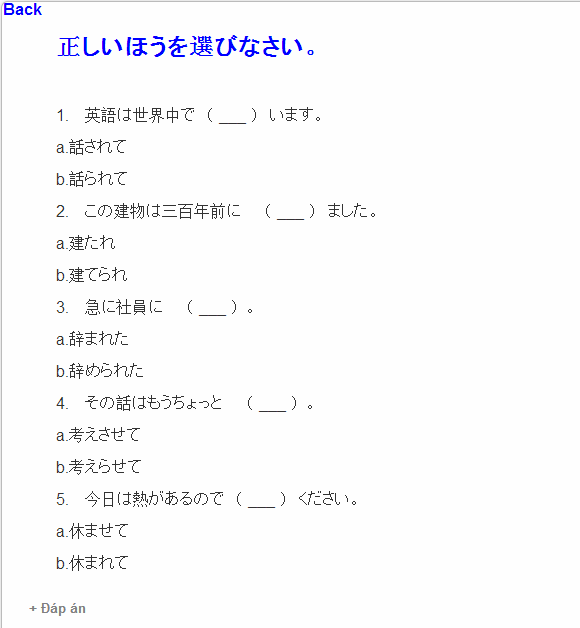 Back
正しいほうを選びなさい。
1. 英語は世界中で （ ___ ） います。
a.話されて
b.話られて
2. この建物は三百年前に （ ___ ） ました。
a.建たれ
b.建てられ
3. 急に社員に （ ___ ） 。
a.辞まれた
b.辞められた
4. その話はもうちょっと （ ___ ） 。
a.考えさせて
b.考えらせて
5. 今日は熱があるので （ ___ ） ください。
a.休ませて
b.休まれて
+ Đáp án